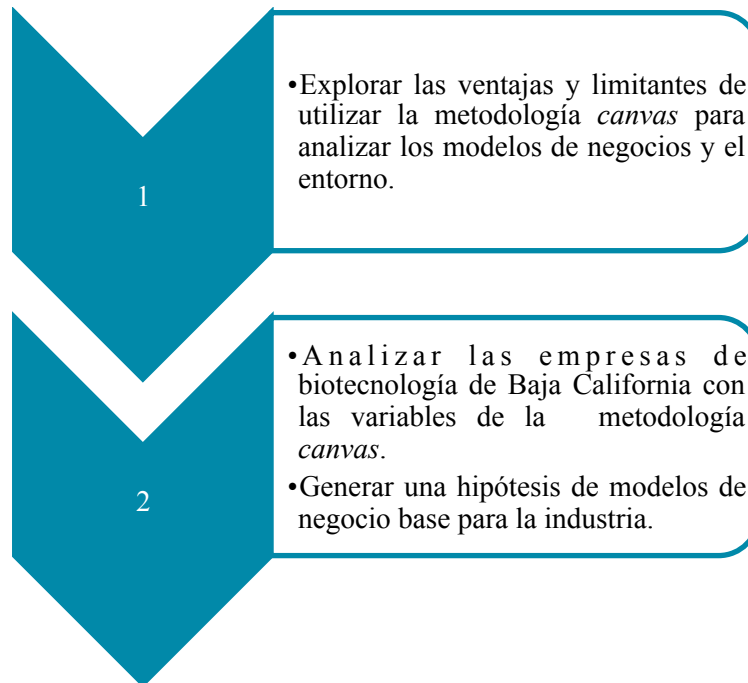 1
•Explorar las ventajas y limitantes de
utilizar la metodología canvas para
analizar los modelos de negocios y el
entorno.
2
•Analizar las empresas de
biotecnología de Baja California con
las variables de la metodología
canvas.
•Generar una hipótesis de modelos de
negocio base para la industria.